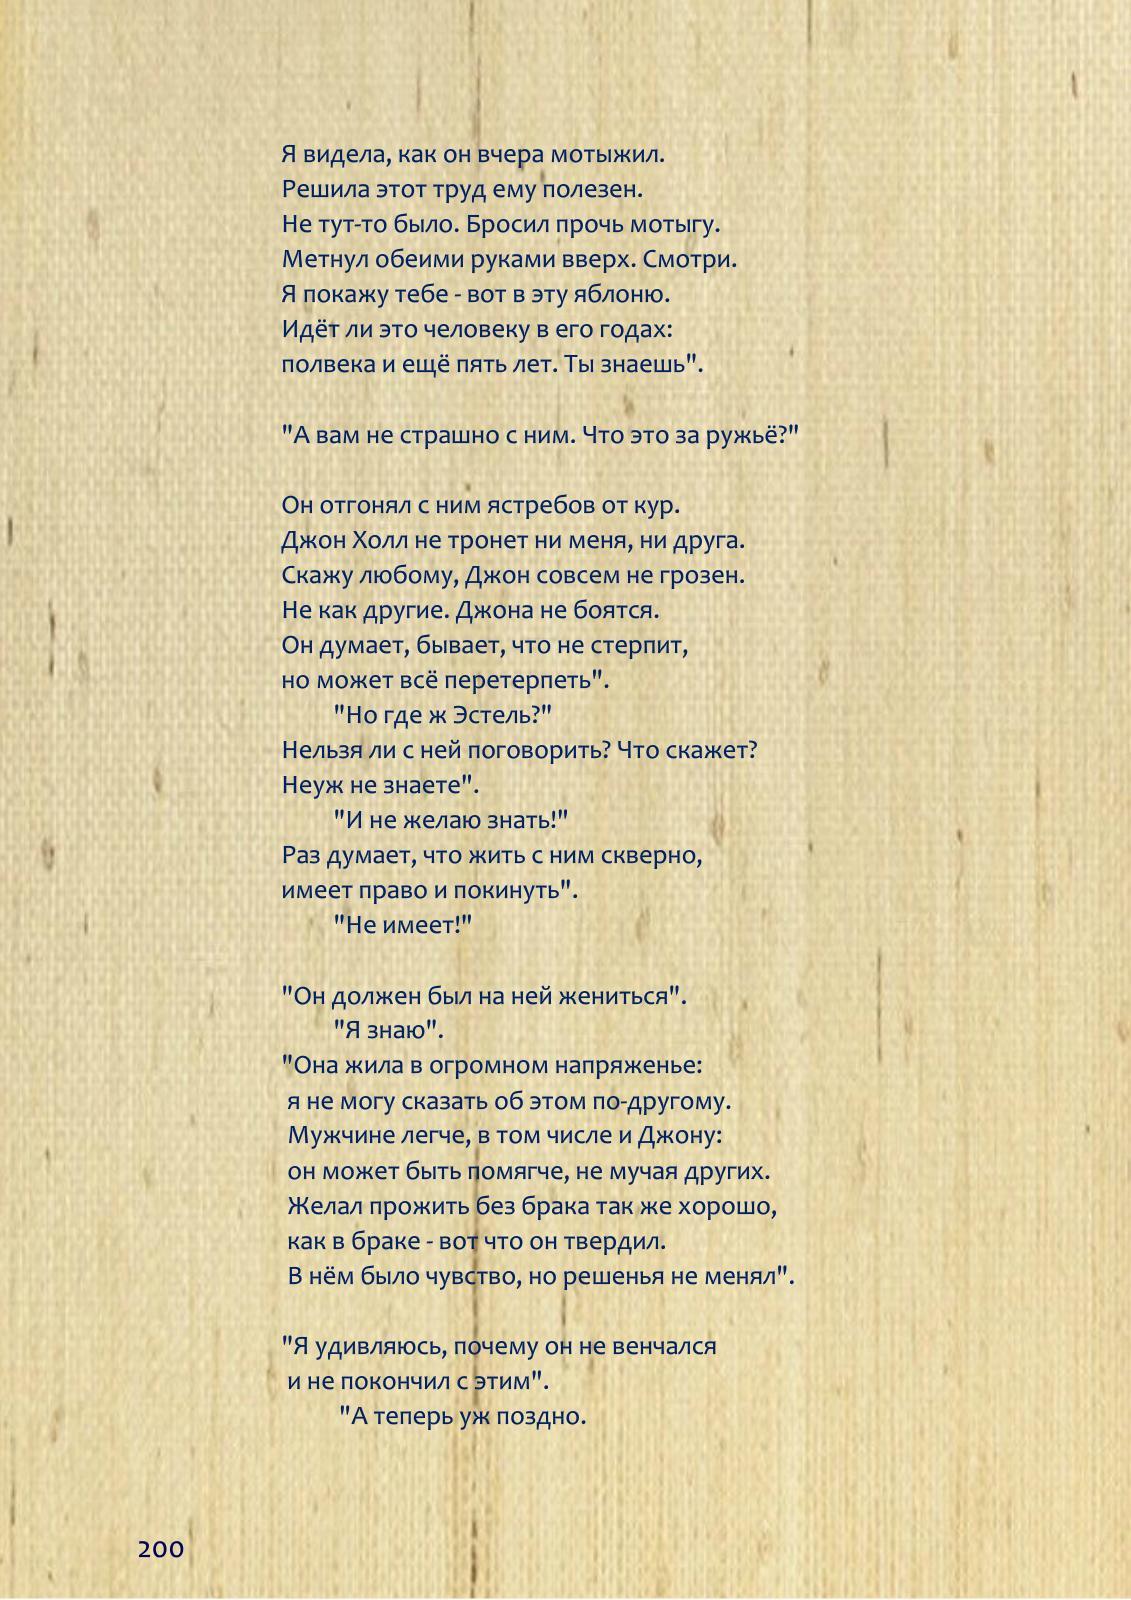 Я видела, как он вчера мотыжил.
Решила этот труд ему полезен.
Не тут-то было. Бросил прочь мотыгу.
Метнул обеими руками вверх. Смотри.
Я покажу тебе - вот в эту яблоню.
Идёт ли это человеку в его годах:
полвека и ещё пять лет. Ты знаешь".
"А вам не страшно с ним. Что это за ружьё?"
Он отгонял с ним ястребов от кур.
Джон Холл не тронет ни меня, ни друга.
Скажу любому, Джон совсем не грозен.
Не как другие. Джона не боятся.
Он думает, бывает, что не стерпит,
но может всё перетерпеть".
"Но где ж Эстель?"
Нельзя ли с ней поговорить? Что скажет?
Неуж не знаете".
"И не желаю знать!"
Раз думает, что жить с ним скверно,
имеет право и покинуть".
"Не имеет!"
"Он должен был на ней жениться".
"Я знаю".
"Она жила в огромном напряженье:
я не могу сказать об этом по-другому.
Мужчине легче, в том числе и Джону:
он может быть помягче, не мучая других.
Желал прожить без брака так же хорошо,
как в браке - вот что он твердил.
В нём было чувство, но решенья не менял".
"Я удивляюсь, почему он не венчался
и не покончил с этим".
"А теперь уж поздно.
200